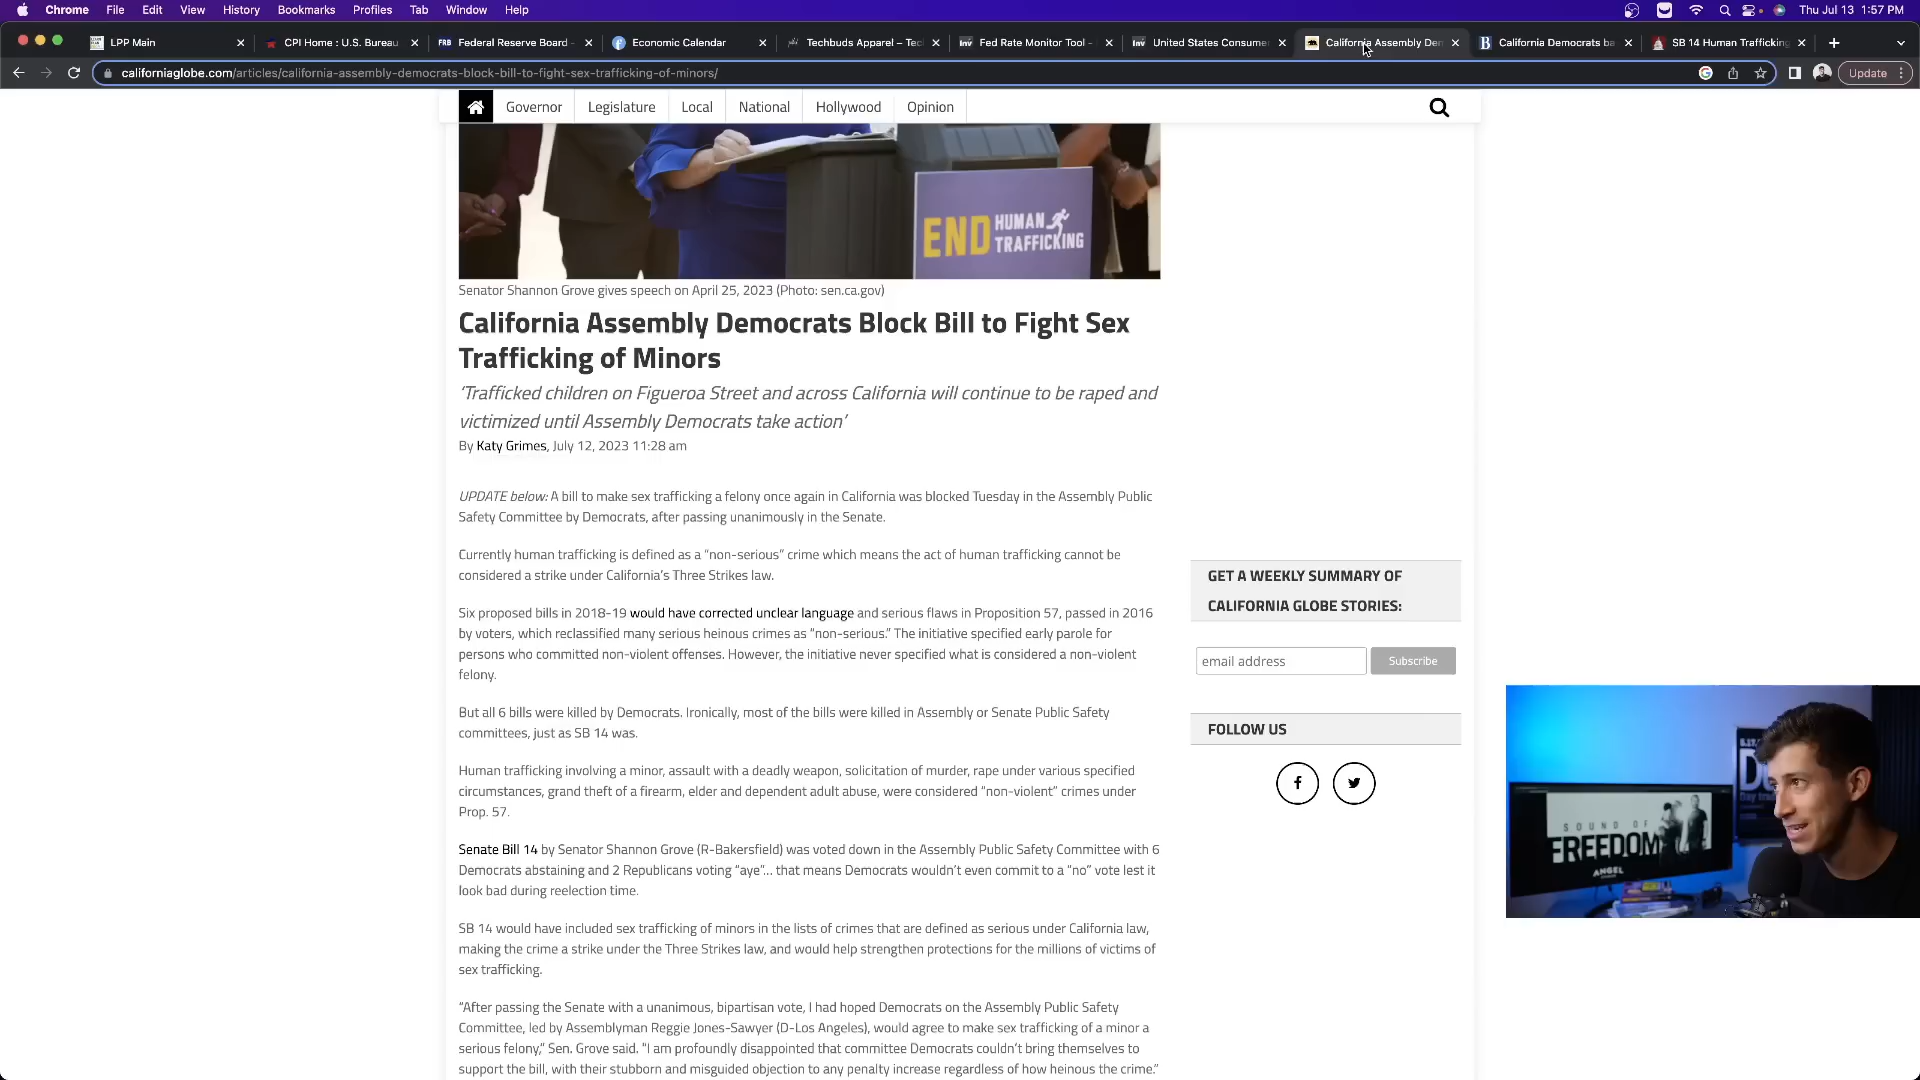 Chrome File Edit View History Bookmarks Profiles Tab Window Help Thu Jul 13 1:57 PM
LPP Main CPI Home : U.S. Bureau Federal Reserve Board - Economic Calendar Techbuds Apparel – Tec Fed Rate Monitor Tool - United States Consume California Assembly Den California Democrats ba SB 14 Human Trafficking
californiaglobe.com/articles/california-assembly-democrats-block-bill-to-fight-sex-trafficking-of-minors/ Update
Governor Legislature Local National Hollywood Opinion
END HUMAN TRAFFICKING
Senator Shannon Grove gives speech on April 25, 2023 (Photo: sen.ca.gov)
California Assembly Democrats Block Bill to Fight Sex
Trafficking of Minors
‘Trafficked children on Figueroa Street and across California will continue to be raped and
victimized until Assembly Democrats take action’
By Katy Grimes, July 12, 2023 11:28 am
UPDATE below: A bill to make sex trafficking a felony once again in California was blocked Tuesday in the Assembly Public
Safety Committee by Democrats, after passing unanimously in the Senate.
Currently human trafficking is defined as a “non-serious” crime which means the act of human trafficking cannot be
considered a strike under California’s Three Strikes law.
Six proposed bills in 2018-19 would have corrected unclear language and serious flaws in Proposition 57, passed in 2016
by voters, which reclassified many serious heinous crimes as “non-serious.” The initiative specified early parole for
persons who committed non-violent offenses. However, the initiative never specified what is considered a non-violent
felony.
But all 6 bills were killed by Democrats. Ironically, most of the bills were killed in Assembly or Senate Public Safety
committees, just as SB 14 was.
Human trafficking involving a minor, assault with a deadly weapon, solicitation of murder, rape under various specified
circumstances, grand theft of a firearm, elder and dependent adult abuse, were considered “non-violent” crimes under
Prop. 57.
Senate Bill 14 by Senator Shannon Grove (R-Bakersfield) was voted down in the Assembly Public Safety Committee with 6
Democrats abstaining and 2 Republicans voting “aye”… that means Democrats wouldn’t even commit to a “no” vote lest it
look bad during reelection time.
SB 14 would have included sex trafficking of minors in the lists of crimes that are defined as serious under California law,
making the crime a strike under the Three Strikes law, and would help strengthen protections for the millions of victims of
sex trafficking.
“After passing the Senate with a unanimous, bipartisan vote, I had hoped Democrats on the Assembly Public Safety
Committee, led by Assemblyman Reggie Jones-Sawyer (D-Los Angeles), would agree to make sex trafficking of a minor a
serious felony,” Sen. Grove said. “I am profoundly disappointed that committee Democrats couldn’t bring themselves to
support the bill, with their stubborn and misguided objection to any penalty increase regardless of how heinous the crime.”
GET A WEEKLY SUMMARY OF
CALIFORNIA GLOBE STORIES:
email address Subscribe
FOLLOW US
SOUND OF
FREEDOM
ANGEL